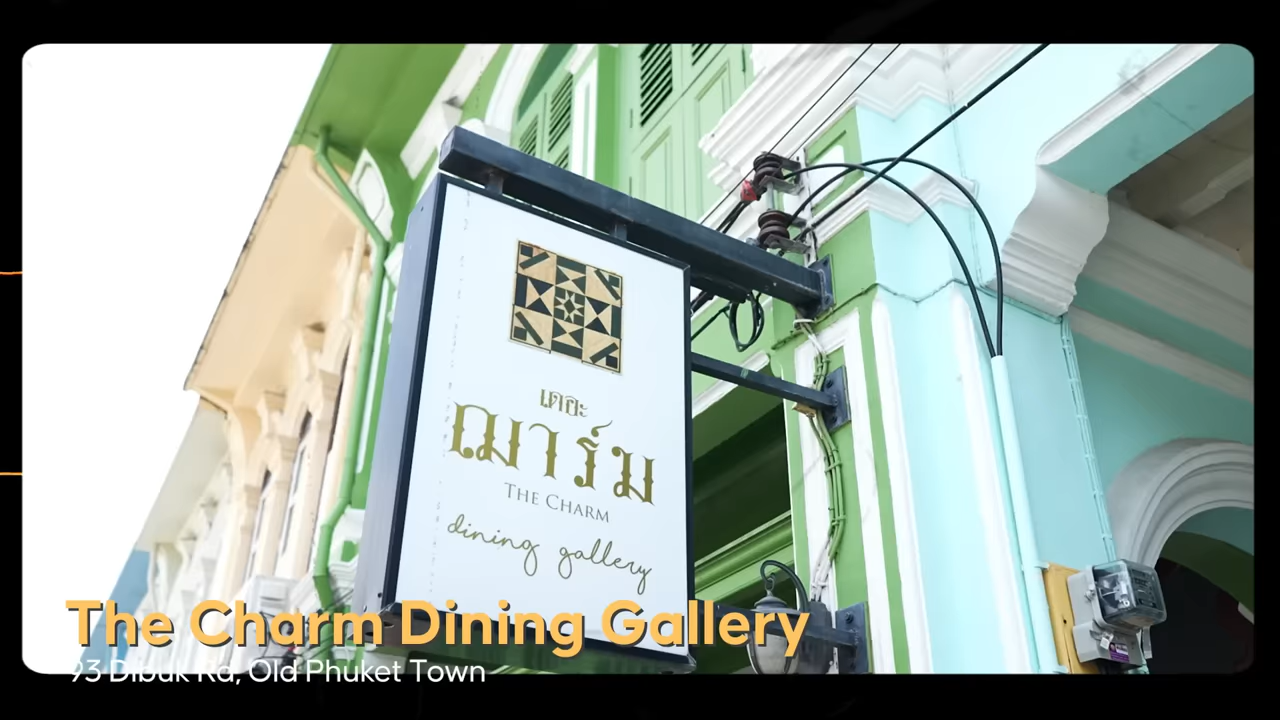 เดอะ
ฌาร์ม
THE CHARM
dining gallery
The Charm Dining Gallery
93 Dibuk Rd, Old Phuket Town